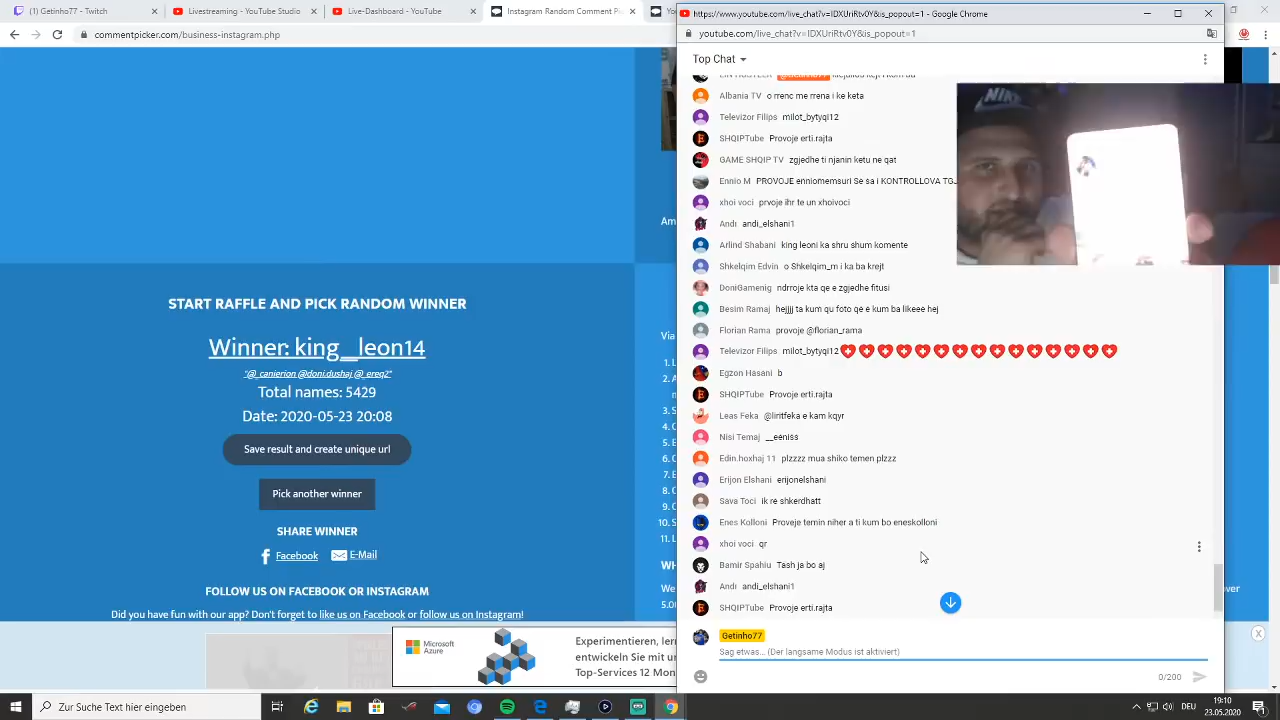 Getinho77 - Twitch
Livestreaming - YouTube Studio
Live-Dashboard - YouTube
Instagram Random Comment P
commentpicker.com/business-instagram.php
START RAFFLE AND PICK RANDOM WINNER
Winner: king__leon14
"@_canierion @doni.dushaj @_ereq2"
Total names: 5429
Date: 2020-05-23 20:08
Save result and create unique url
Pick another winner
SHARE WINNER
Facebook
E-Mail
FOLLOW US ON FACEBOOK OR INSTAGRAM
Did you have fun with our app? Don't forget to like us on Facebook or follow us on Instagram!
Microsoft
Azure
Experimentieren, ler
entwickeln Sie mit u
Top-Services 12 Mon
https://www.youtube.com/live_chat?v=IDXUriRtv0Y&is_popout=1 - Google Chrome
youtube.com/live_chat?v=IDXUriRtv0Y&is_popout=1
Top Chat
Albania TV o rrenc me rrena i ke keta
Televizor Filips milot_bytyqi12
SHQIPTube Provoje erti.rajta
GAME SHQIP TV zgjedhe ti njanin ketu ne qat
Ennio M PROVOJE enniomemsuri Se sa i KONTROLLOVA TGJ
xhoi voci prvoje ihr te un xhoivoci
Andi andi_elshani1
Arlind Shabani king leoni ka shru shum komente
Shkelqim Edvin o Shkelqim_m i ka ba krejt
DoniGamenig ndrroje kta qe e zgjedhe fitusi
Besim Ramaj hejjjj ta kum qu foto qe e kum ba likeee hej
Florian Rama provoje @florian_rama
Televizor Filips milot_bytyqi12
Egzon Hasani b
SHQIPTube Provoje erti.rajta
Leas Feka @liritfeka e kam kqyr
Nisi Temaj __eeniss
Edin.hoxhaj 11 plzzzz mua shiko temen plzzz
Erijon Elshani erijonelshani
Sava Toci ik re shkerdhatt
Enes Kolloni Proveje temin niher a ti kum bo eneskolloni
xhoi voci qr
Bamir Spahiu Tash ja bo aj
Andi andi_elshani1
SHQIPTube Provoje erti.rajta
Getinho77
Sag etwas... (Der langsame Modus ist aktiviert)
0/200
NIKE
Am
Via
We
5.0
over
Zur Suche Text hier eingeben
DEU
19:10
23.05.2020